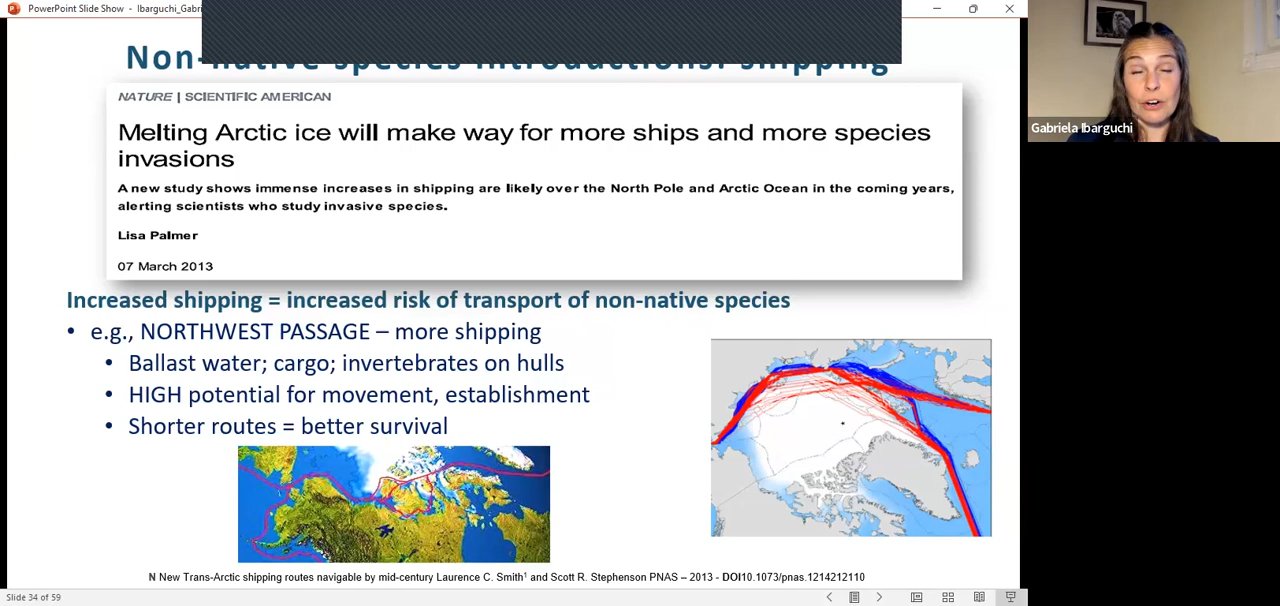 PowerPoint Slide Show - Ibarguchi_Gabri
Non-native species introductions: shipping
NATURE | SCIENTIFIC AMERICAN
Melting Arctic ice will make way for more ships and more species
invasions
A new study shows immense increases in shipping are likely over the North Pole and Arctic Ocean in the coming years,
alerting scientists who study invasive species.
Lisa Palmer
07 March 2013
Increased shipping = increased risk of transport of non-native species
• e.g., NORTHWEST PASSAGE – more shipping
• Ballast water; cargo; invertebrates on hulls
• HIGH potential for movement, establishment
• Shorter routes = better survival
N New Trans-Arctic shipping routes navigable by mid-century Laurence C. Smith¹ and Scott R. Stephenson PNAS – 2013 - DOI10.1073/pnas.1214212110
Slide 34 of 59
Gabriela Ibarguchi